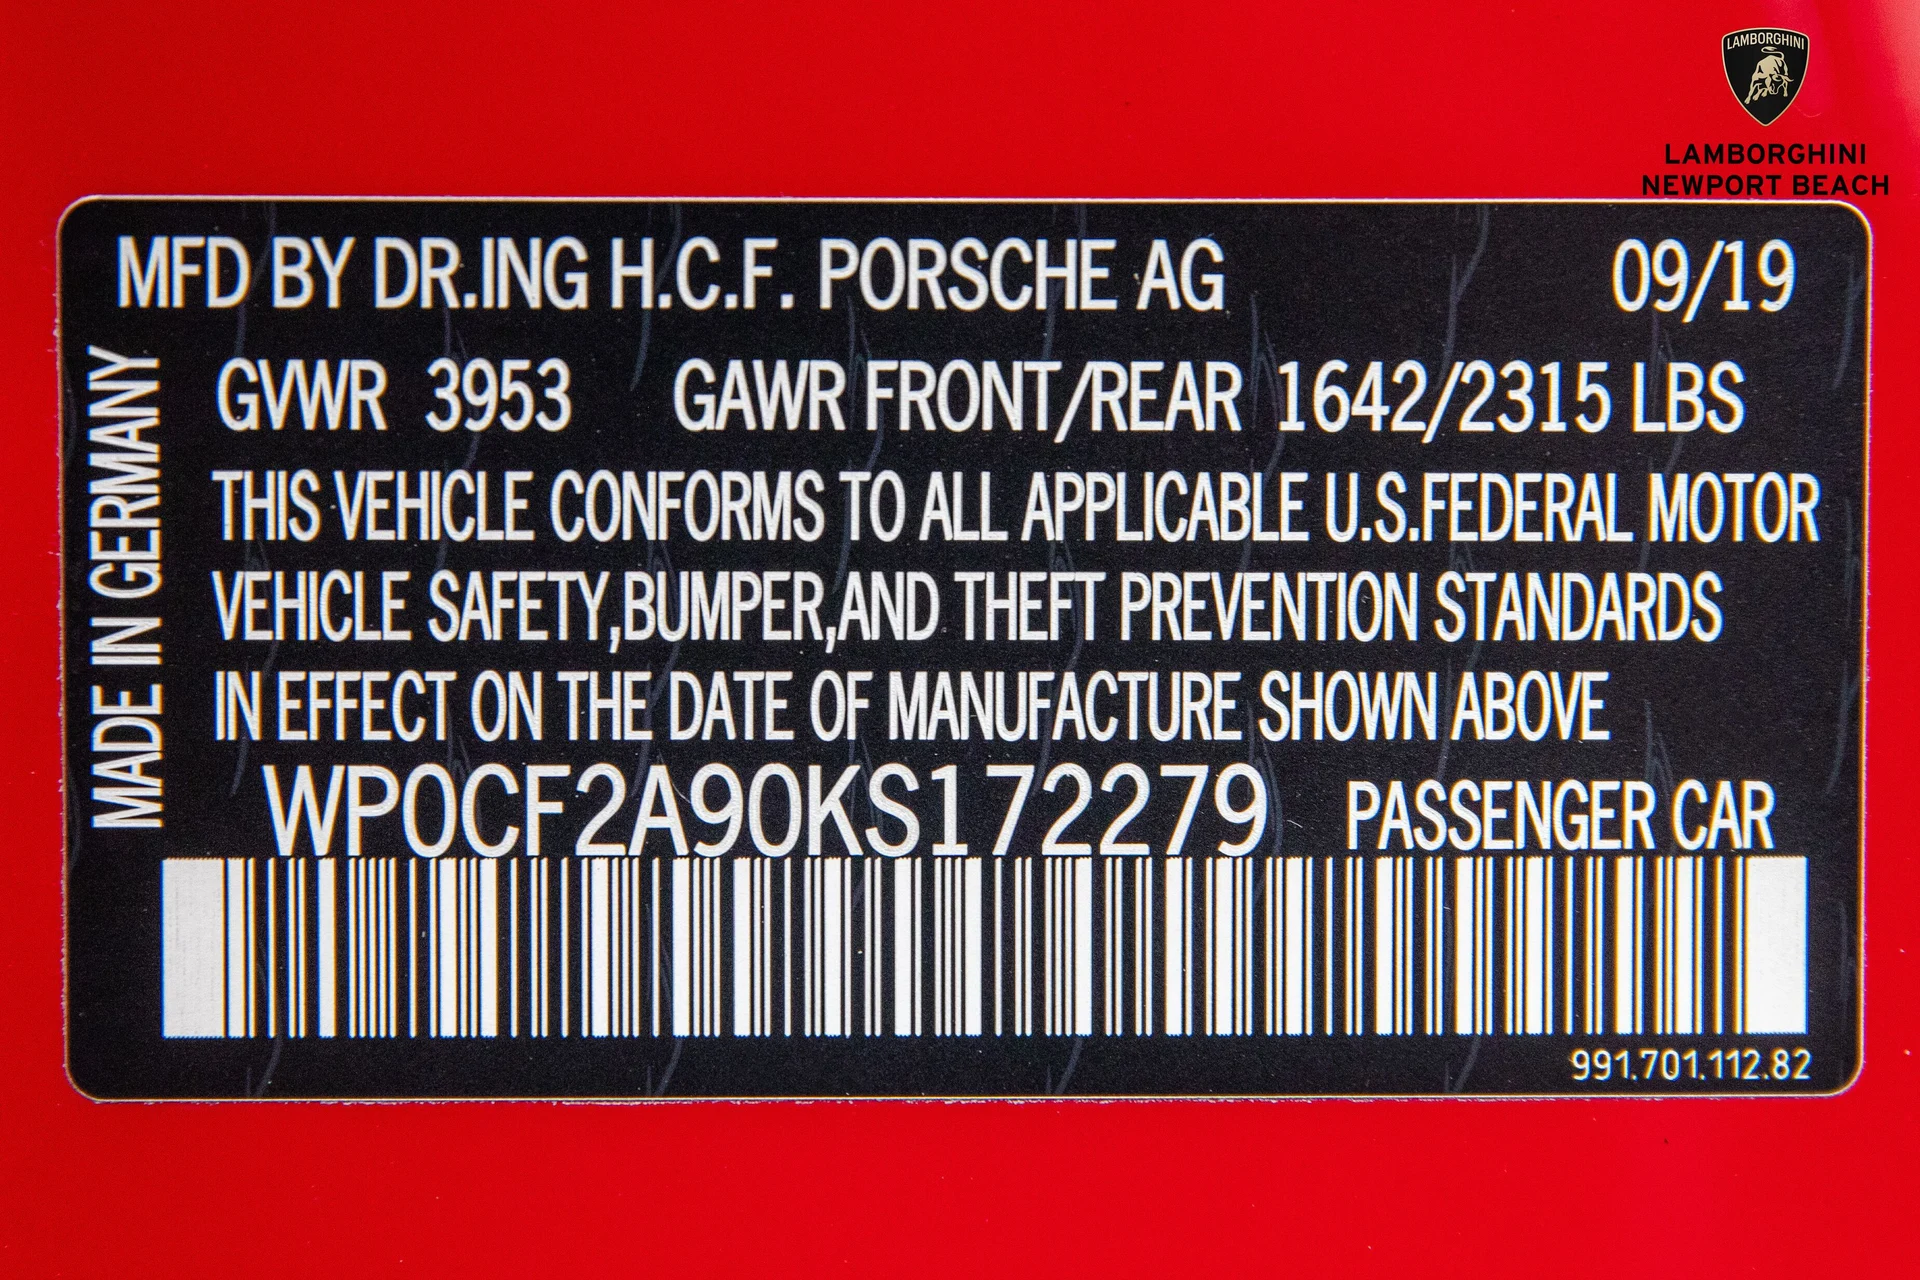 LAMBORGHINI
LAMBORGHINI
NEWPORT BEACH
MFD BY DR.ING H.C.F. PORSCHE AG 09/19
GVWR 3953 GAWR FRONT/REAR 1642/2315 LBS
THIS VEHICLE CONFORMS TO ALL APPLICABLE U.S.FEDERAL MOTOR
VEHICLE SAFETY,BUMPER,AND THEFT PREVENTION STANDARDS
IN EFFECT ON THE DATE OF MANUFACTURE SHOWN ABOVE
WP0CF2A90KS172279 PASSENGER CAR
991.701.112.82
MADE IN GERMANY